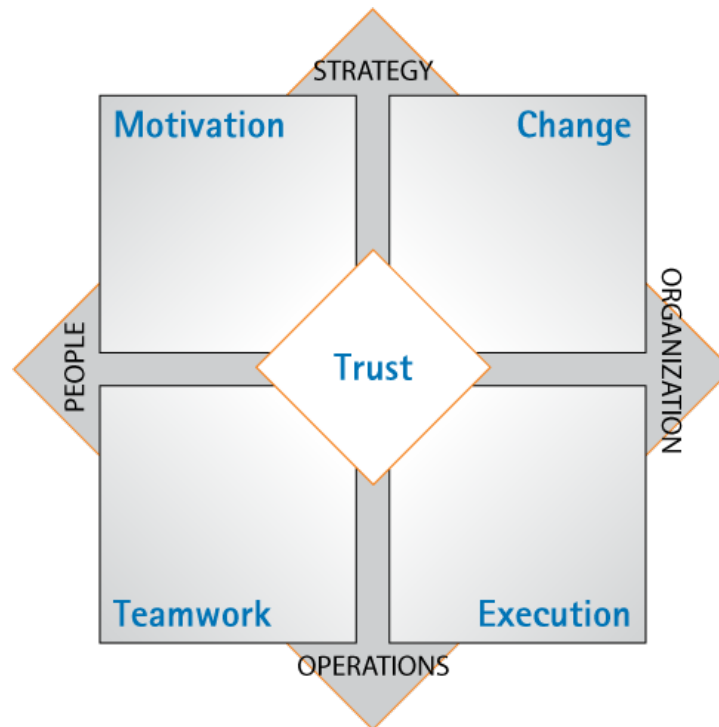 STRATEGY
Motivation
Change
PEOPLE
Trust
ORGANIZATION
Teamwork
Execution
OPERATIONS